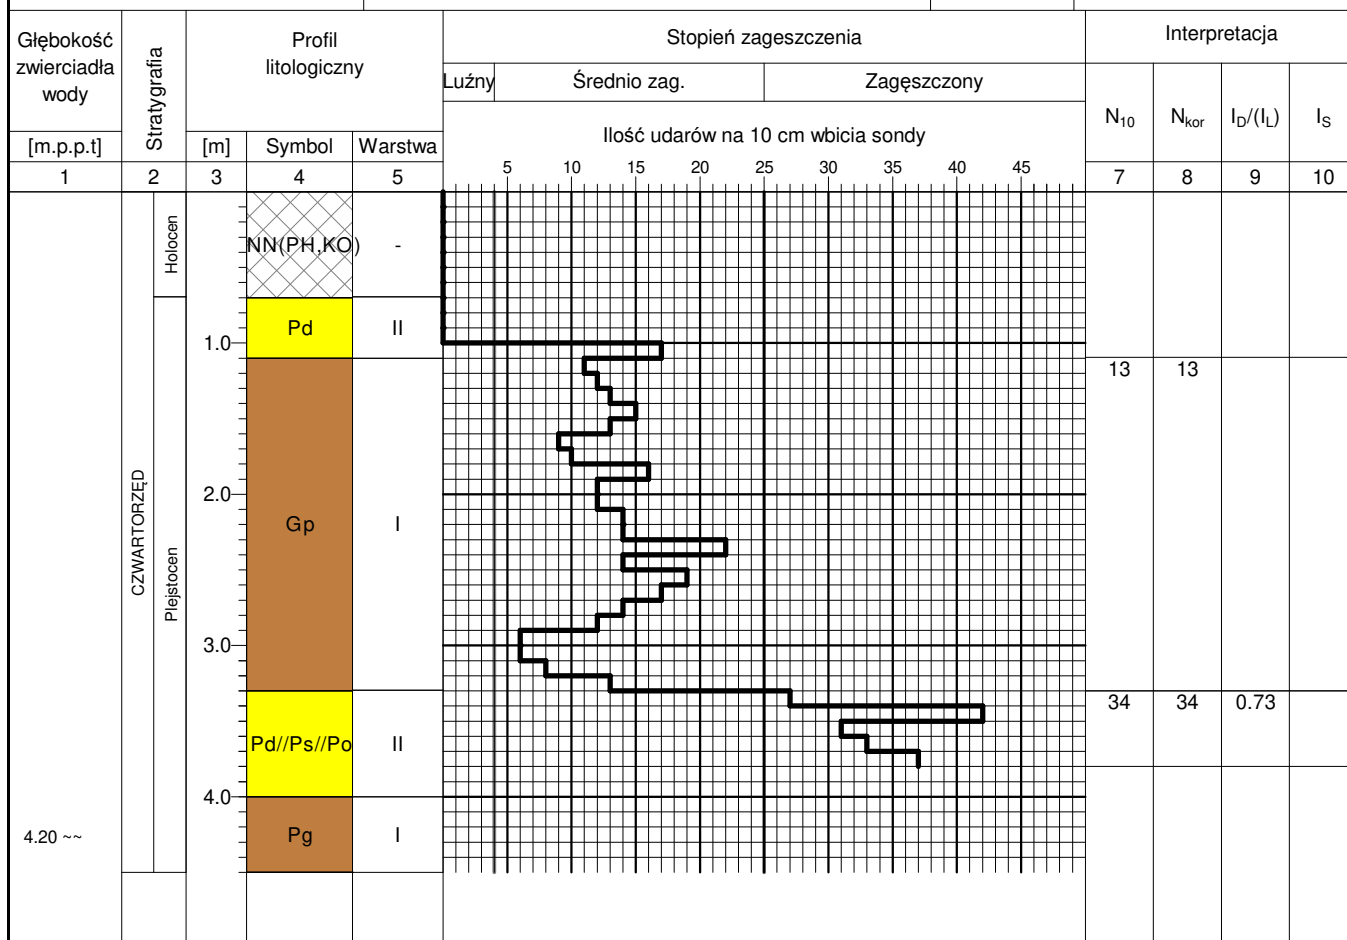 Głębokość
zwierciadła
wody
[m.p.p.t]
1
Stratygrafia
2
Profil
litologiczny
[m]
Symbol
Warstwa
3
4
5
Stopień zageszczenia
Luźny
Średnio zag.
Zagęszczony
Ilość udarów na 10 cm wbicia sondy
5 10 15 20 25 30 35 40 45
Interpretacja
N10
Nkor
ID/(IL)
IS
7
8
9
10
CZWARTORZĘD
Holocen
Plejstocen
NN(PH,KO)
-
Pd
II
1.0
13
13
2.0
Gp
I
3.0
34
34
0.73
Pd//Ps//Po
II
4.0
4.20 ~~
Pg
I